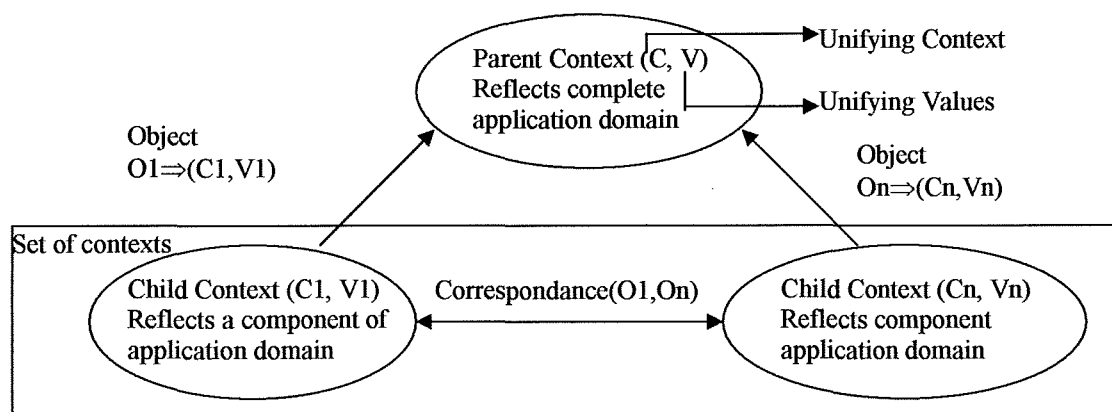 Parent Context (C, V)
Reflects complete
application domain
Unifying Context
Unifying Values
Object
O1⇒(C1,V1)
Object
On⇒(Cn,Vn)
Set of contexts
Child Context (C1, V1)
Reflects a component of
application domain
Correspondance(O1,On)
Child Context (Cn, Vn)
Reflects component
application domain